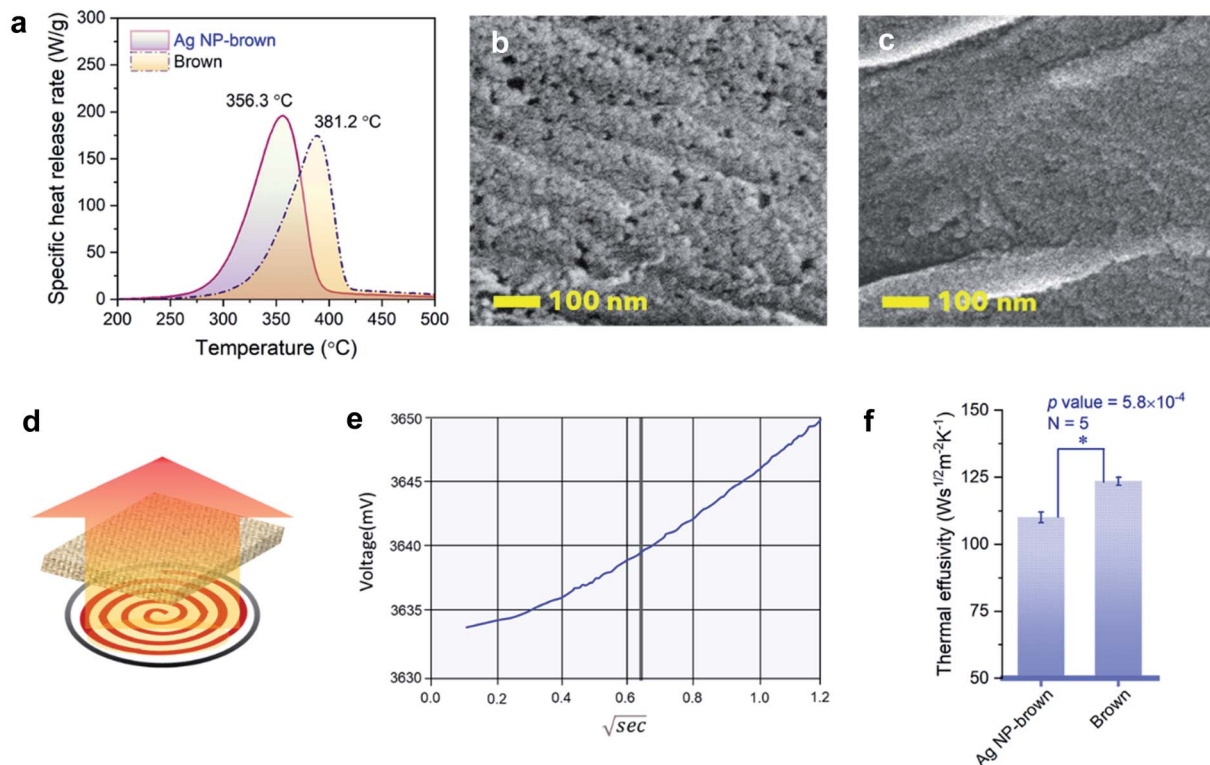 a
Specific heat release rate (W/g)
300
250
200
150
100
50
0
Ag NP-brown
Brown
356.3 °C
381.2 °C
200 250 300 350 400 450 500
Temperature (°C)
b
100 nm
c
100 nm
d
e
Voltage(mV)
3650
3645
3640
3635
3630
0.0 0.2 0.4 0.6 0.8 1.0 1.2
√sec
f
p value = 5.8×10⁻⁴
N = 5
*
Thermal effusivity (Ws¹/²m⁻²K⁻¹)
150
125
100
75
50
Ag NP-brown
Brown